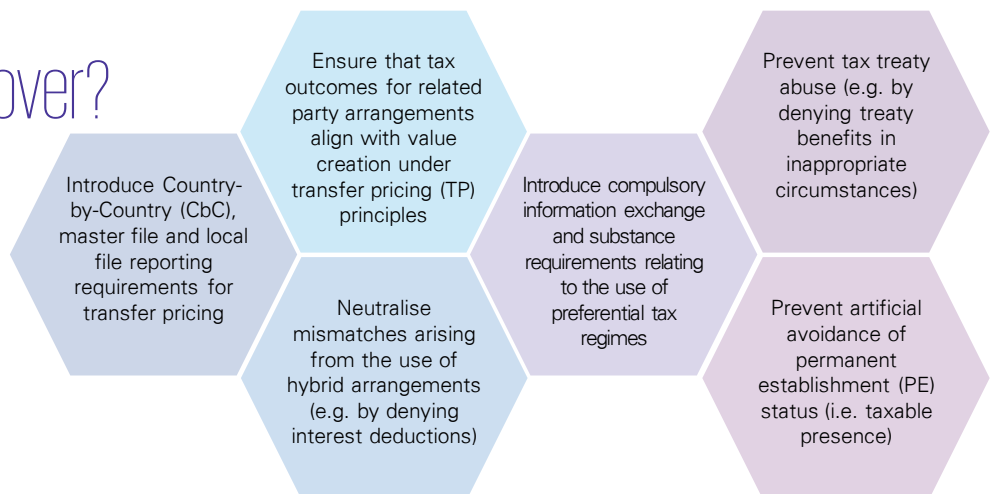 over?
Introduce Country-
by-Country (CbC),
master file and local
file reporting
requirements for
transfer pricing
Ensure that tax
outcomes for related
party arrangements
align with value
creation under
transfer pricing (TP)
principles
Neutralise
mismatches arising
from the use of
hybrid arrangements
(e.g. by denying
interest deductions)
Introduce compulsory
information exchange
and substance
requirements relating
to the use of
preferential tax
regimes
Prevent tax treaty
abuse (e.g. by
denying treaty
benefits in
inappropriate
circumstances)
Prevent artificial
avoidance of
permanent
establishment (PE)
status (i.e. taxable
presence)